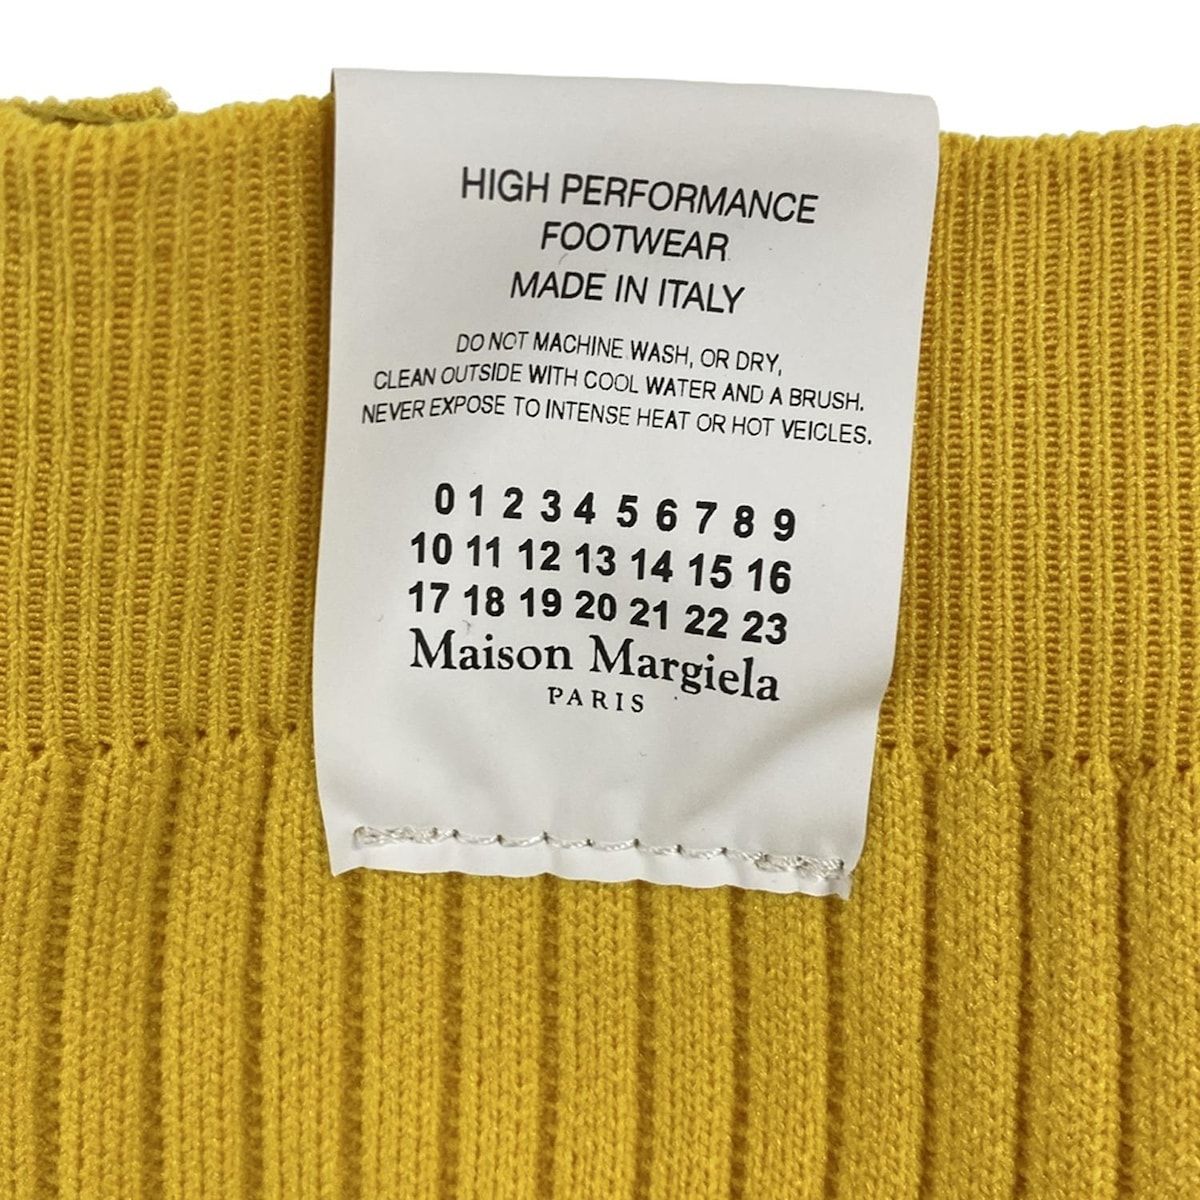 HIGH PERFORMANCE
FOOTWEAR
MADE IN ITALY
DO NOT MACHINE WASH, OR DRY,
CLEAN OUTSIDE WITH COOL WATER AND A BRUSH.
NEVER EXPOSE TO INTENSE HEAT OR HOT VEICLES.
0 1 2 3 4 5 6 7 8 9
10 11 12 13 14 15 16
17 18 19 20 21 22 23
Maison Margiela
PARIS